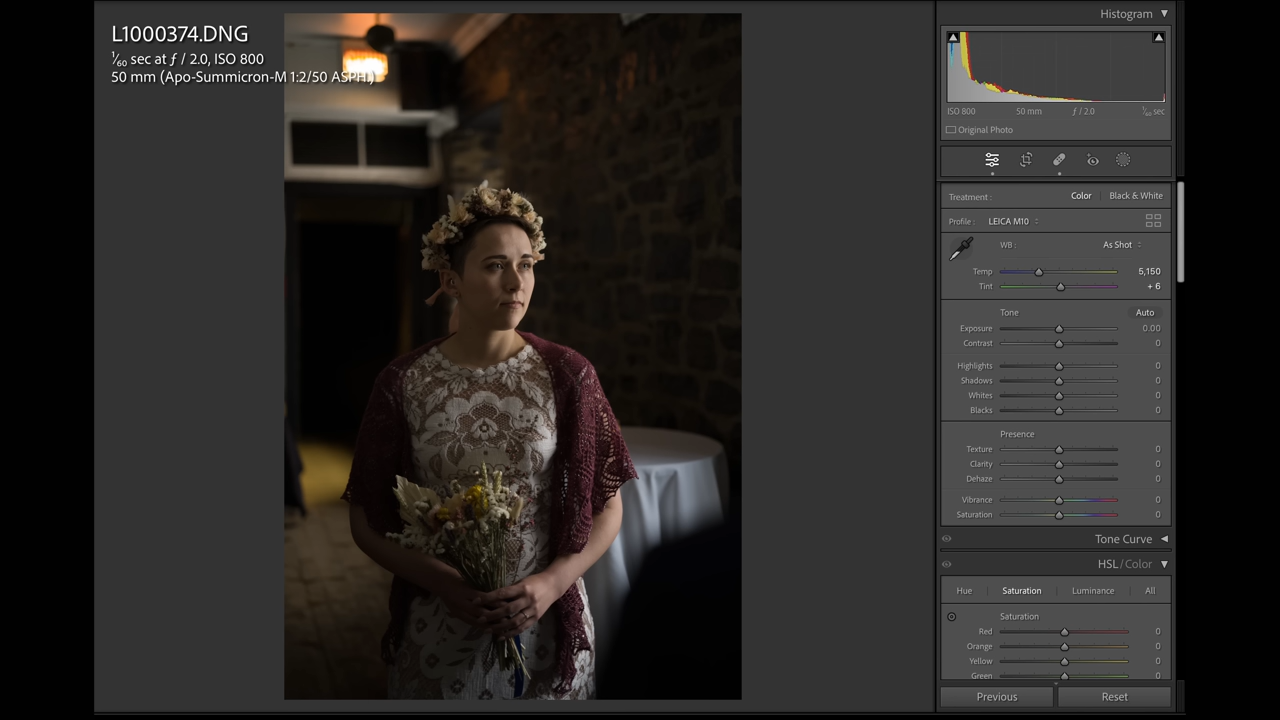 L1000374.DNG
1/60 sec at ƒ / 2.0, ISO 800
50 mm (Apo-Summicron-M 1:2/50 ASPH.)
Histogram
ISO 800 50 mm ƒ / 2.0 1/60 sec
Original Photo
Treatment : Color Black & White
Profile : LEICA M10
WB : As Shot
Temp 5,150
Tint + 6
Tone Auto
Exposure 0.00
Contrast 0
Highlights 0
Shadows 0
Whites 0
Blacks 0
Presence
Texture 0
Clarity 0
Dehaze 0
Vibrance 0
Saturation 0
Tone Curve
HSL / Color
Hue Saturation Luminance All
Saturation
Red 0
Orange 0
Yellow 0
Green 0
Previous Reset